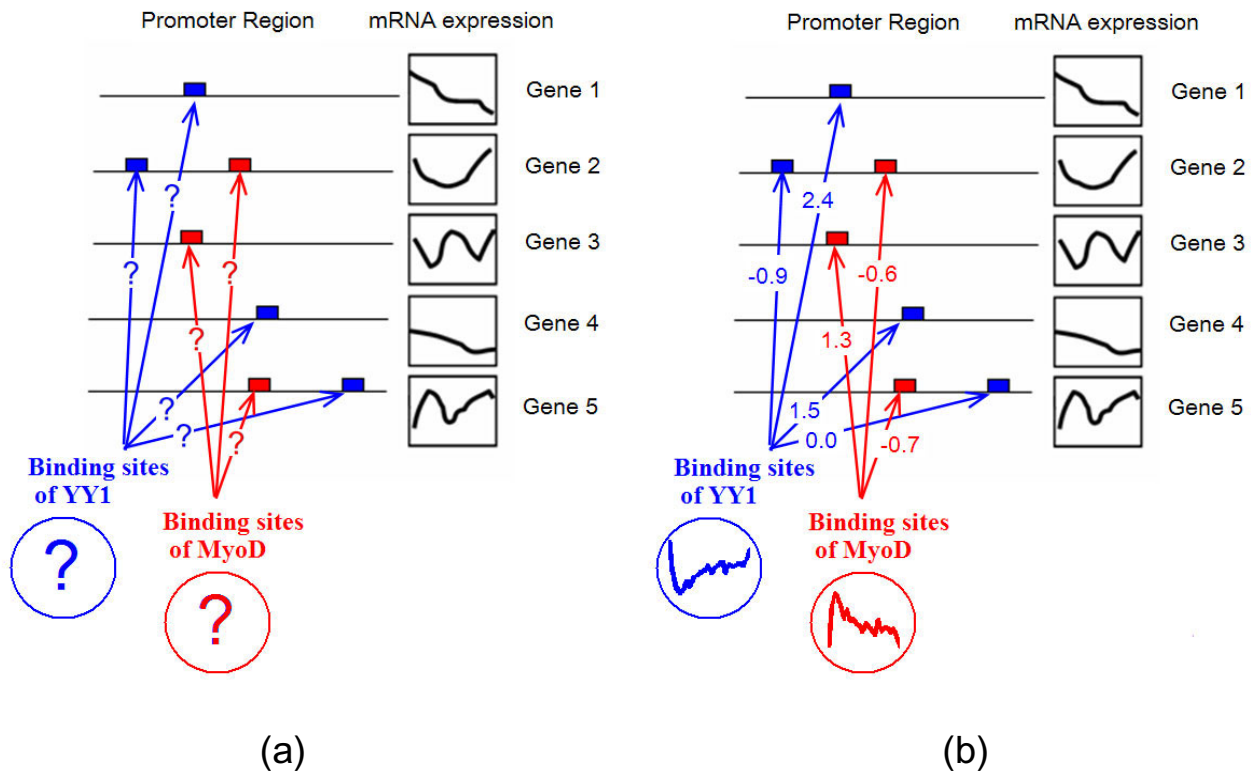 Promoter Region mRNA expression
Gene 1
Gene 2
?
Gene 3
? ?
?
Gene 4
?
?
Gene 5
? ?
Binding sites
of YY1
Binding sites
of MyoD
?
?
(a)
Promoter Region mRNA expression
Gene 1
Gene 2
2.4
Gene 3
-0.9 -0.6
Gene 4
1.3
1.5
Gene 5
0.0 -0.7
Binding sites
of YY1
Binding sites
of MyoD
(b)